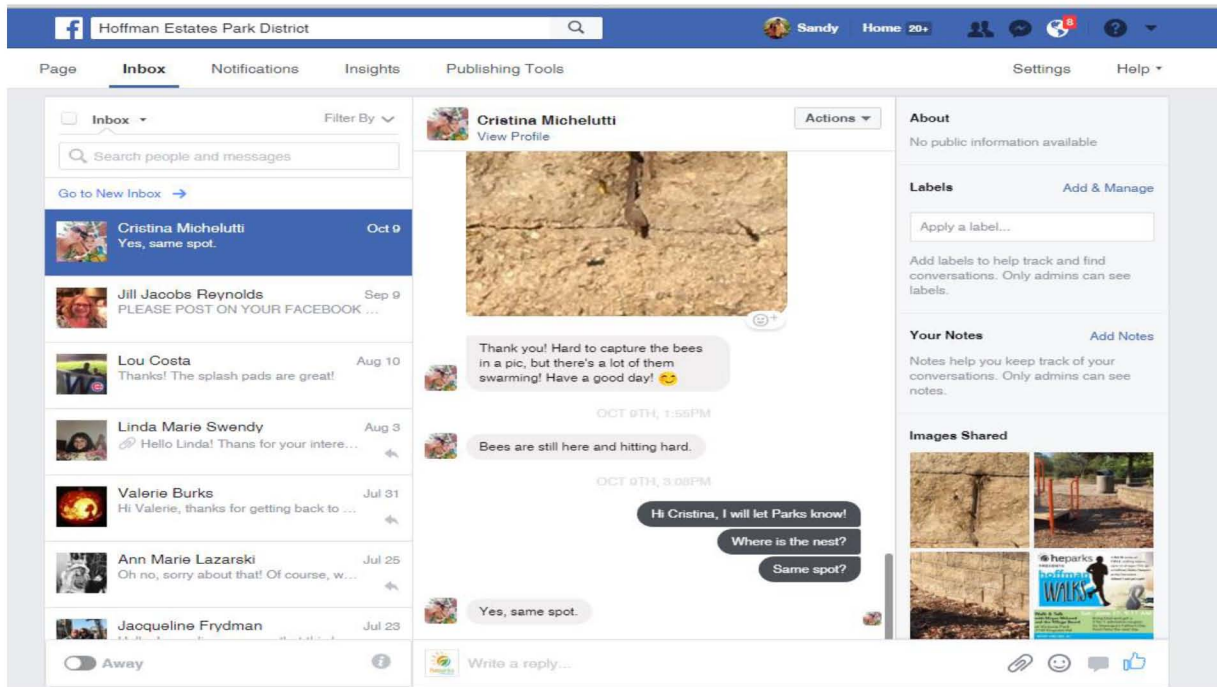 Hoffman Estates Park District
Sandy Home 20+ 8
Page Inbox Notifications Insights Publishing Tools Settings Help
Inbox Filter By
Search people and messages
Go to New Inbox
Cristina Michelutti Oct 9
Yes, same spot.
Jill Jacobs Reynolds Sep 9
PLEASE POST ON YOUR FACEBOOK ...
Lou Costa Aug 10
Thanks! The splash pads are great!
Linda Marie Swendy Aug 3
Hello Linda! Thans for your intere...
Valerie Burks Jul 31
Hi Valerie, thanks for getting back to ...
Ann Marie Lazarski Jul 25
Oh no, sorry about that! Of course, w...
Jacqueline Frydman Jul 23
Away
Cristina Michelutti
View Profile
Actions
Thank you! Hard to capture the bees
in a pic, but there's a lot of them
swarming! Have a good day!
OCT 9TH, 1:55PM
Bees are still here and hitting hard.
OCT 9TH, 3:08PM
Hi Cristina, I will let Parks know!
Where is the nest?
Same spot?
Yes, same spot.
Write a reply...
About
No public information available
Labels Add & Manage
Apply a label...
Add labels to help track and find
conversations. Only admins can see
labels.
Your Notes Add Notes
Notes help you keep track of your
conversations. Only admins can see
notes.
Images Shared
heparks
hoffman
WALKS